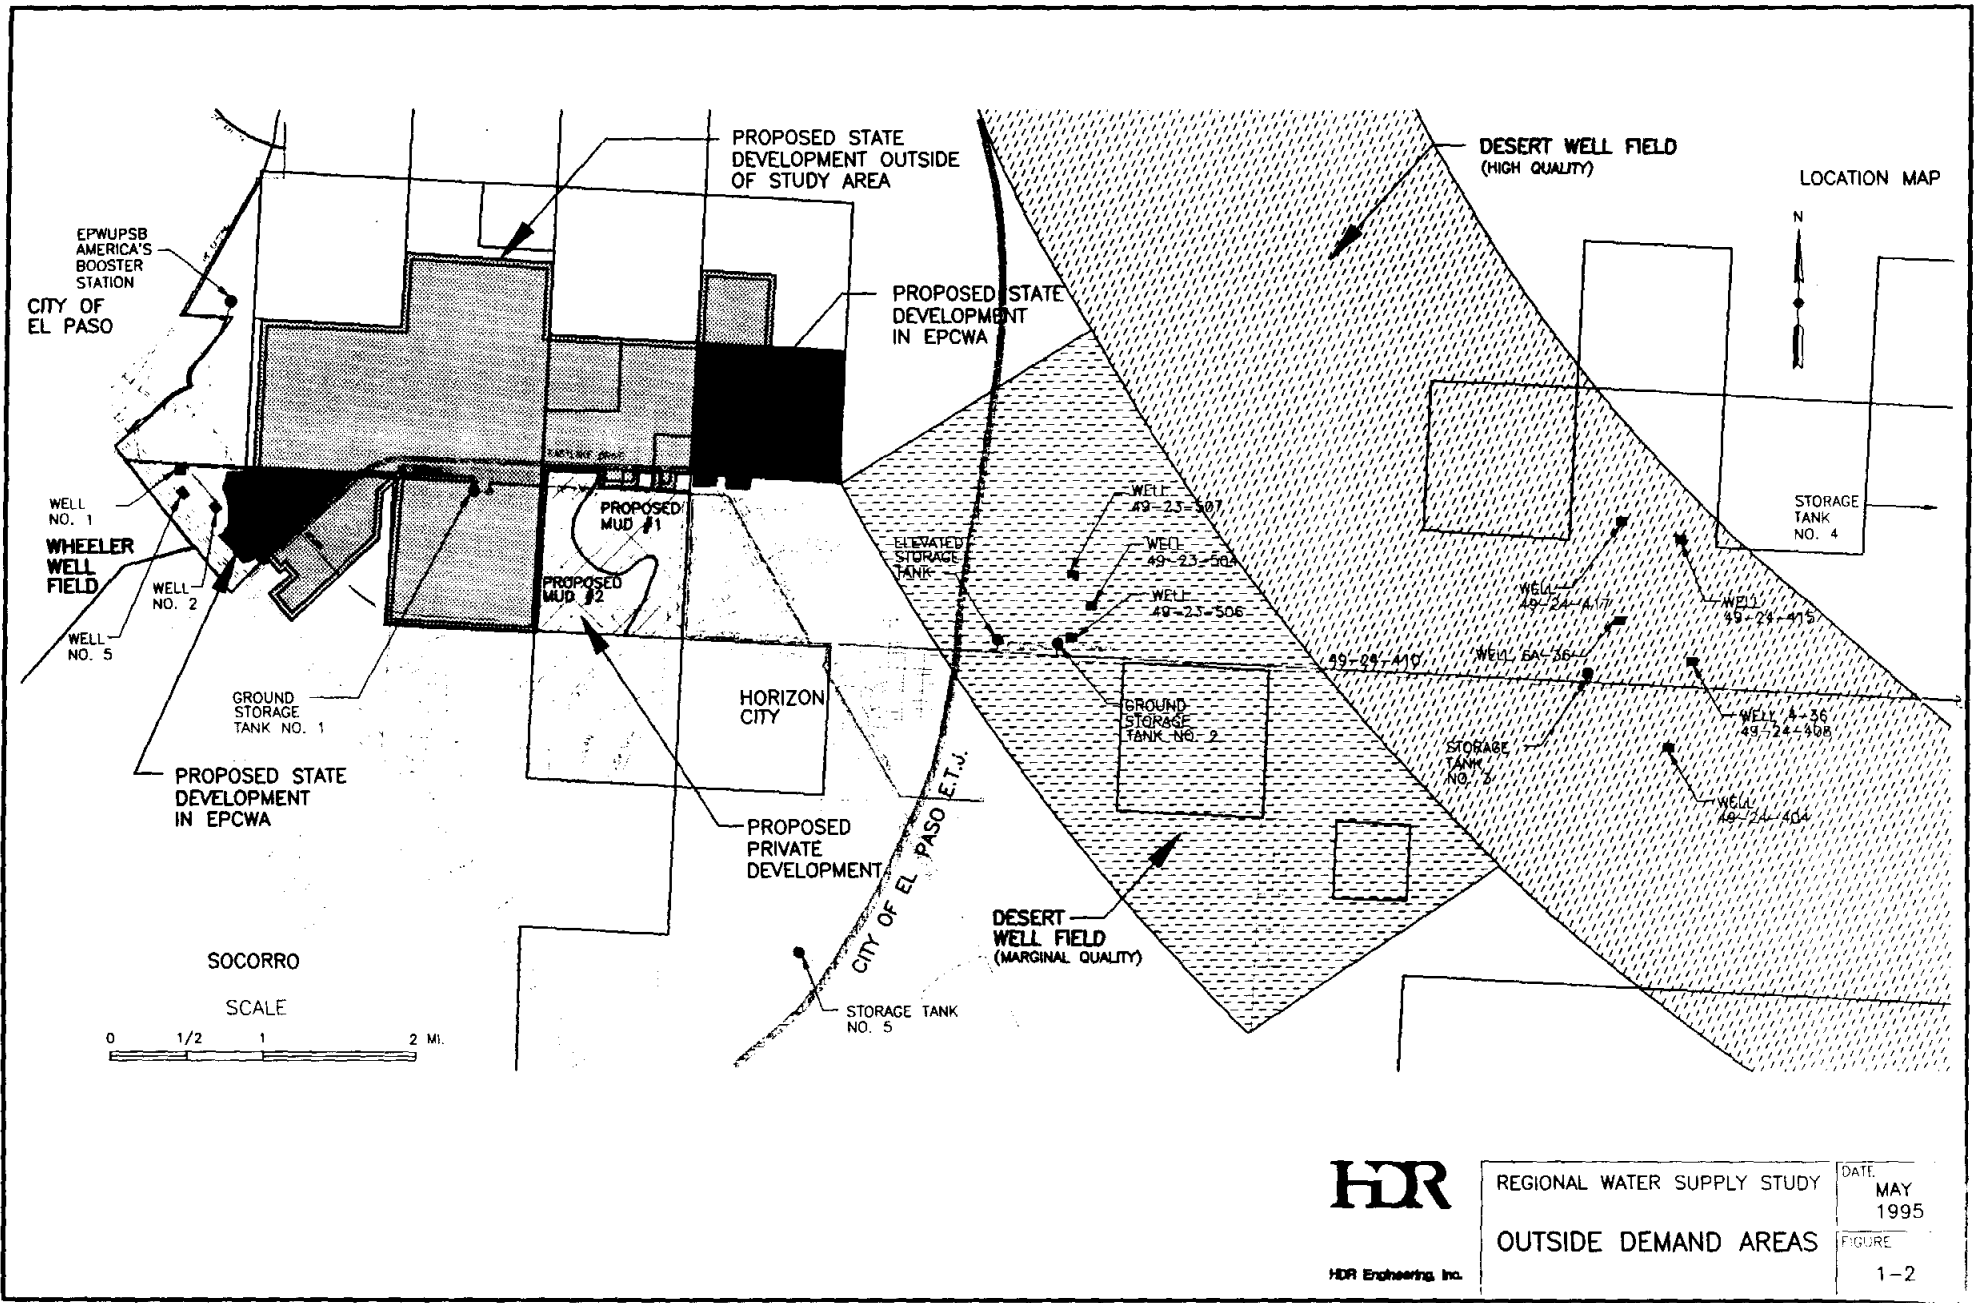 PROPOSED STATE
DEVELOPMENT OUTSIDE
OF STUDY AREA
DESERT WELL FIELD
(HIGH QUALITY)
LOCATION MAP
N
EPWUPSB
AMERICA'S
BOOSTER
STATION
CITY OF
EL PASO
PROPOSED STATE
DEVELOPMENT
IN EPCWA
WELL
NO. 1
WHEELER
WELL
FIELD
WELL
NO. 2
WELL
NO. 5
PROPOSED
MUD #1
PROPOSED
MUD #2
WELL
49-23-507
ELEVATED
STORAGE
TANK
WELL
49-23-504
WELL
49-23-506
STORAGE
TANK
NO. 4
WELL
49-24-417
WELL
49-24-415
WELL 6A-36
49-24-410
GROUND
STORAGE
TANK NO. 1
HORIZON
CITY
GROUND
STORAGE
TANK NO. 2
WELL 4-36
49-24-408
STORAGE
TANK
NO. 3
WELL
49-24-404
PROPOSED STATE
DEVELOPMENT
IN EPCWA
PROPOSED
PRIVATE
DEVELOPMENT
CITY OF EL PASO E.T.J.
DESERT
WELL FIELD
(MARGINAL QUALITY)
SOCORRO
SCALE
0 1/2 1 2 MI.
STORAGE TANK
NO. 5
HDR
HDR Engineering, Inc.
REGIONAL WATER SUPPLY STUDY
OUTSIDE DEMAND AREAS
DATE
MAY
1995
FIGURE
1-2